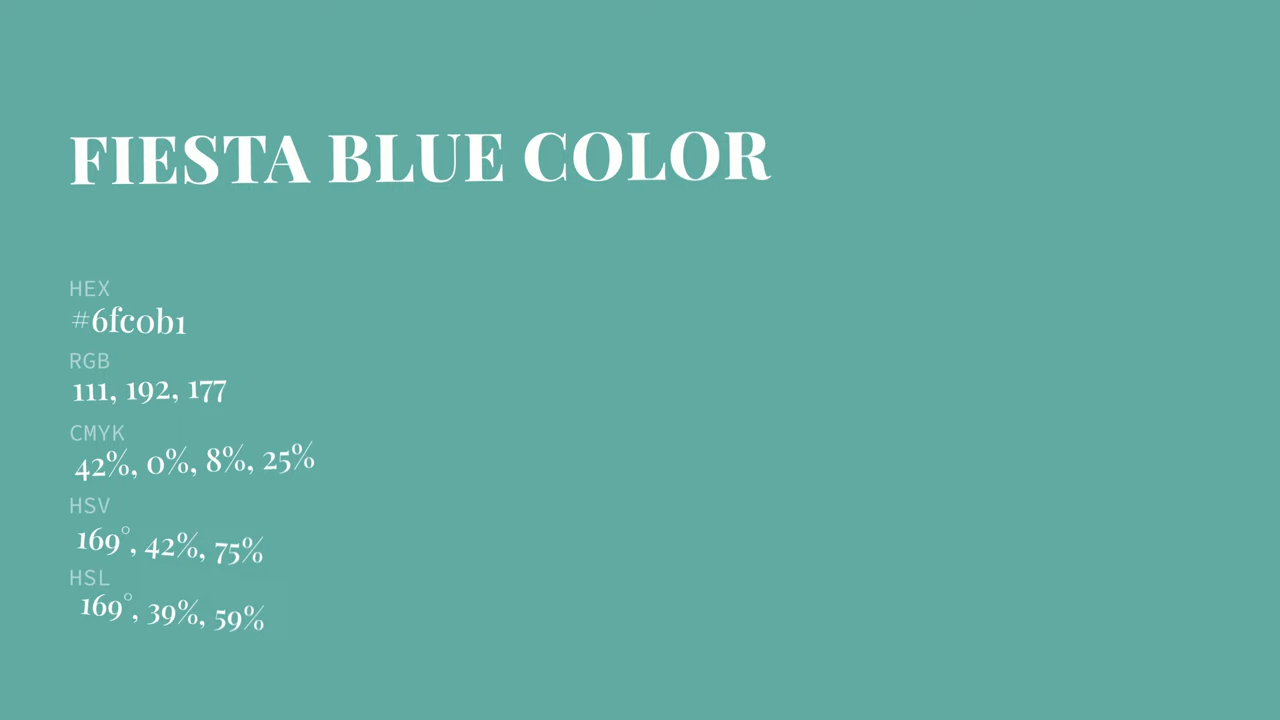 FIESTA BLUE COLOR
HEX
#6fc0b1
RGB
111, 192, 177
CMYK
42%, 0%, 8%, 25%
HSV
169°, 42%, 75%
HSL
169°, 39%, 59%